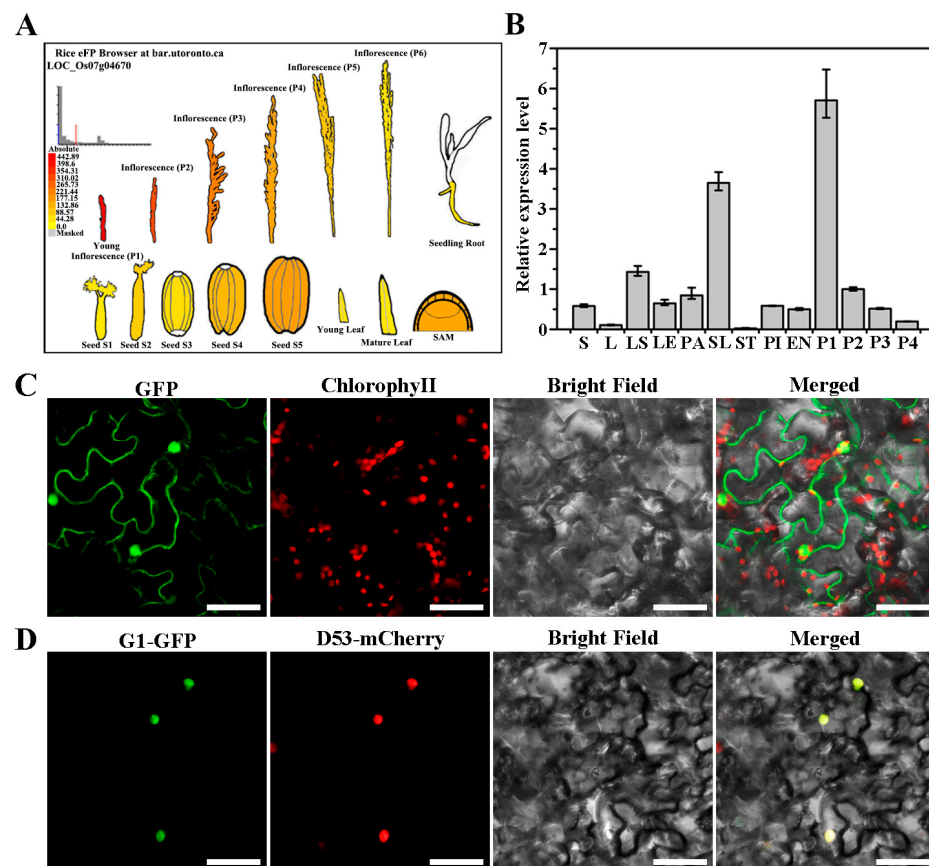 A
Rice eFP Browser at bar.utoronto.ca
LOC_Os07g04670
Absolute
442.89
398.6
354.31
310.02
265.73
221.44
177.15
132.86
88.57
44.28
0.0
Masked
Young
Inflorescence (P1)
Inflorescence (P2)
Inflorescence (P3)
Inflorescence (P4)
Inflorescence (P5)
Inflorescence (P6)
Seedling Root
Seed S1
Seed S2
Seed S3
Seed S4
Seed S5
Young Leaf
Mature Leaf
SAM
B
Relative expression level
7
6
5
4
3
2
1
0
S L LS LE PA SL ST PI EN P1 P2 P3 P4
C
GFP
ChlorophyII
Bright Field
Merged
D
G1-GFP
D53-mCherry
Bright Field
Merged